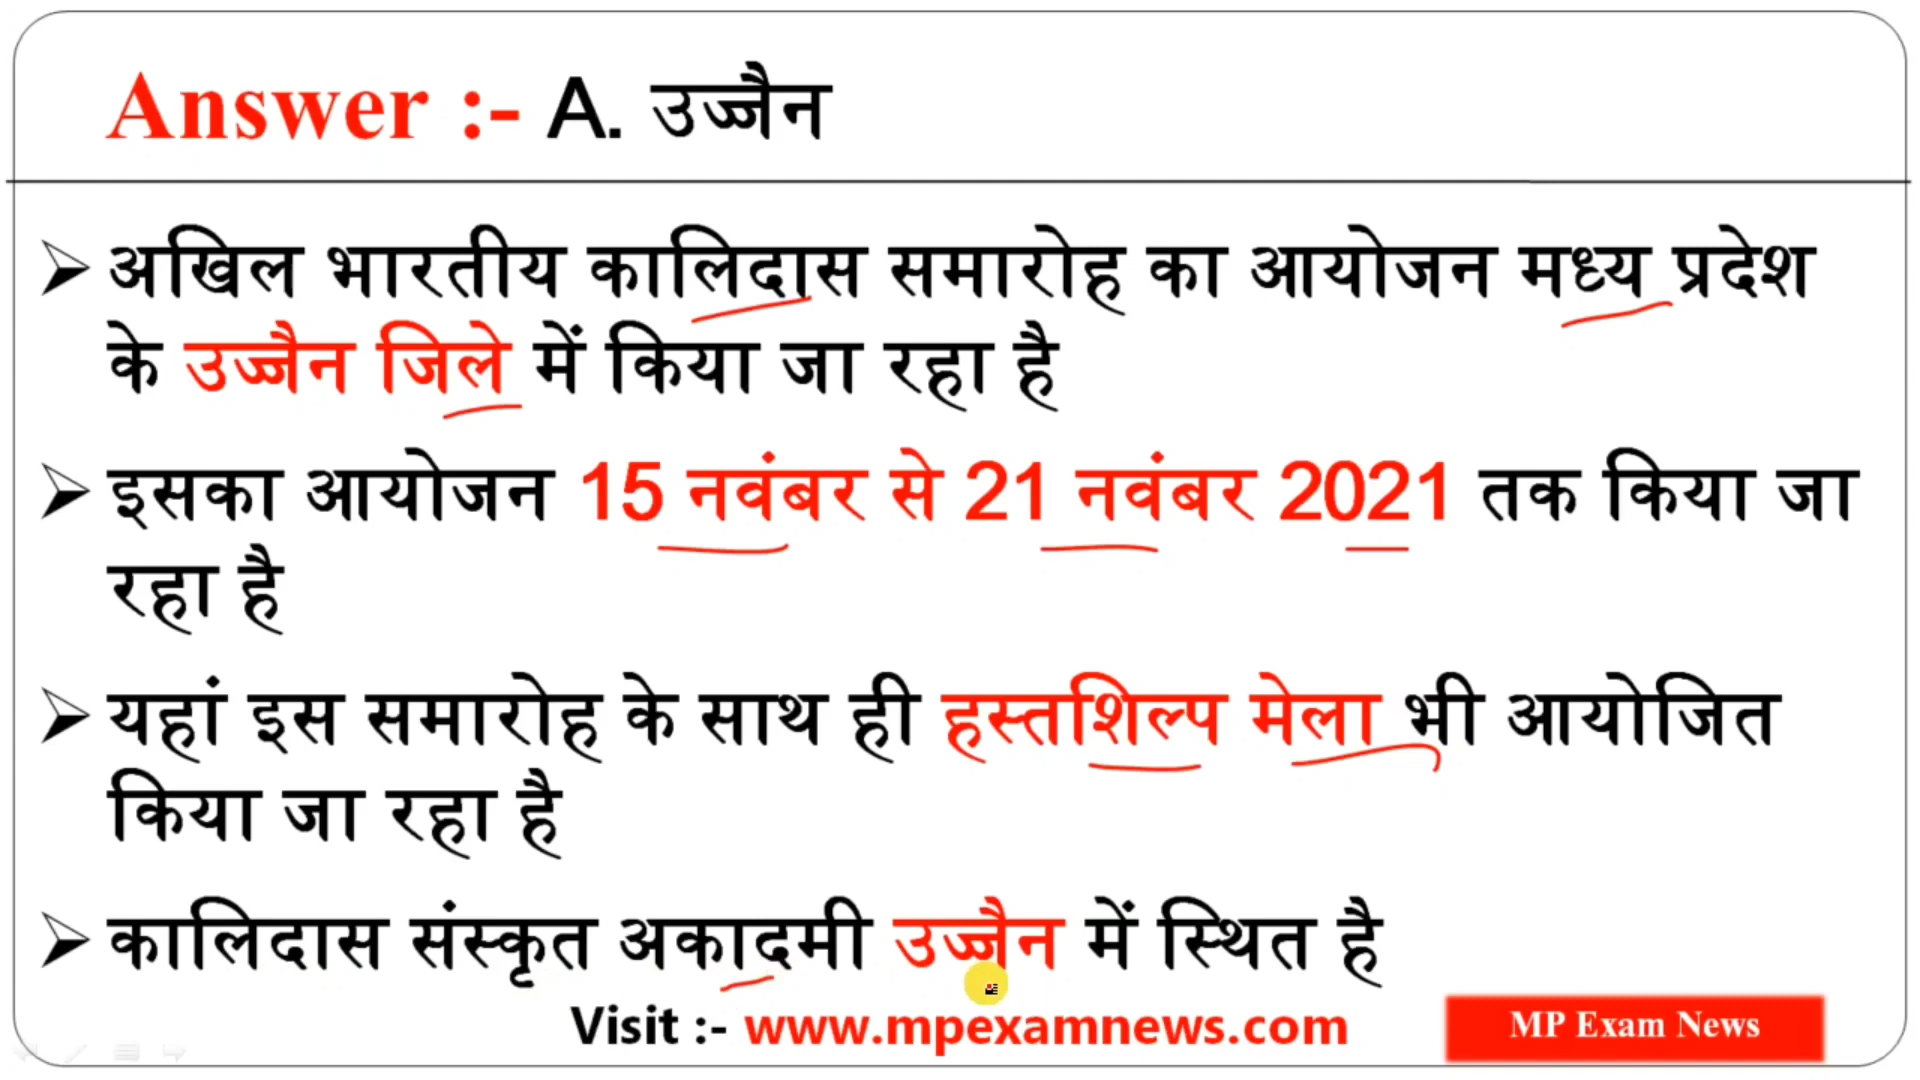 Answer :- A. उज्जैन
➢ अखिल भारतीय कालिदास समारोह का आयोजन मध्य प्रदेश
के उज्जैन जिले में किया जा रहा है
➢ इसका आयोजन 15 नवंबर से 21 नवंबर 2021 तक किया जा
रहा है
➢ यहां इस समारोह के साथ ही हस्तशिल्प मेला भी आयोजित
किया जा रहा है
➢ कालिदास संस्कृत अकादमी उज्जैन में स्थित है
Visit :- www.mpexamnews.com
MP Exam News